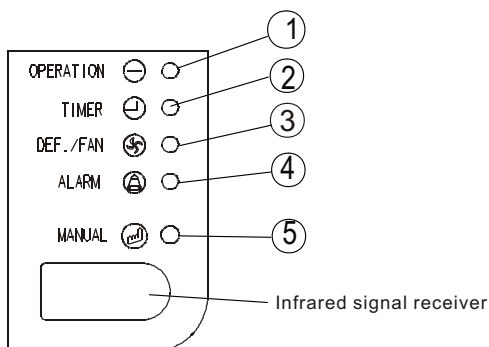 1
OPERATION
2
TIMER
DEF./FAN
3
ALARM
4
MANUAL
5
Infrared signal receiver